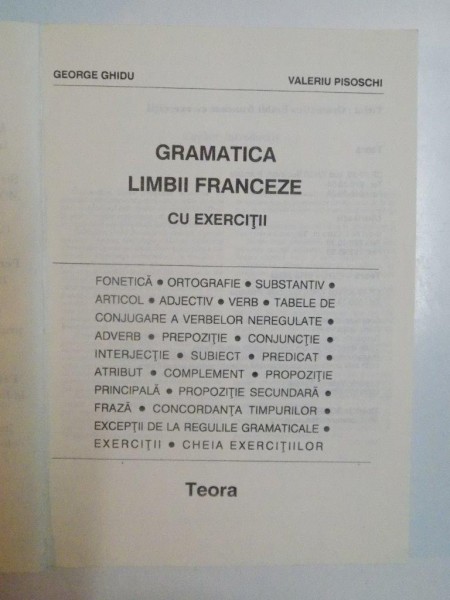 GEORGE GHIDU
VALERIU PISOSCHI
GRAMATICA
LIMBII FRANCEZE
CU EXERCIȚII
FONETICĂ • ORTOGRAFIE • SUBSTANTIV •
ARTICOL • ADJECTIV • VERB • TABELE DE
CONJUGARE A VERBELOR NEREGULATE •
ADVERB • PREPOZIȚIE • CONJUNCȚIE •
INTERJECȚIE • SUBIECT • PREDICAT •
ATRIBUT • COMPLEMENT • PROPOZIȚIE
PRINCIPALĂ • PROPOZIȚIE SECUNDARĂ •
FRAZĂ • CONCORDANȚA TIMPURILOR •
EXCEPȚII DE LA REGULILE GRAMATICALE •
EXERCIȚII • CHEIA EXERCIȚIILOR
Teora